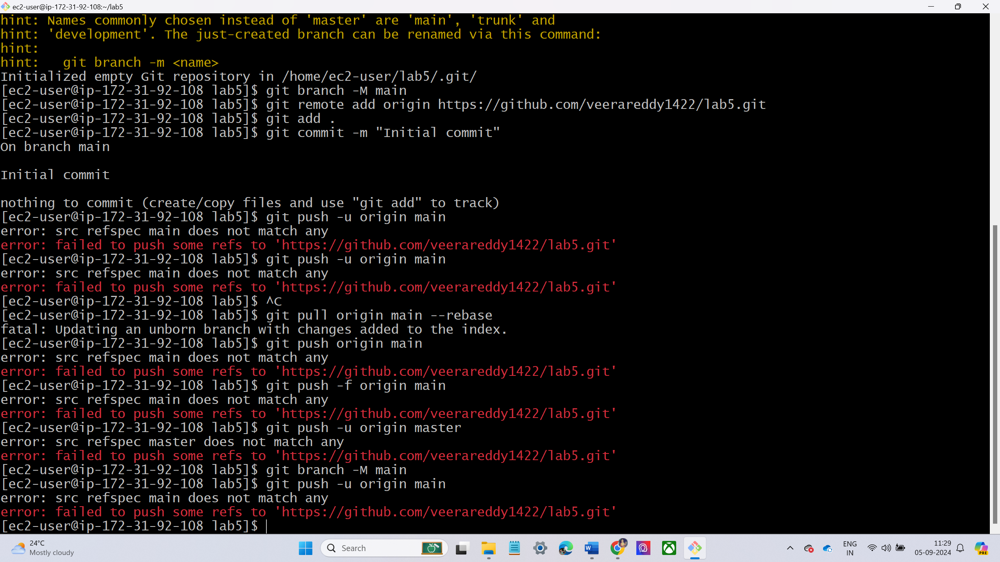 ec2-user@ip-172-31-92-108:~/lab5
hint: Names commonly chosen instead of 'master' are 'main', 'trunk' and
hint: 'development'. The just-created branch can be renamed via this command:
hint:
hint:   git branch -m <name>
Initialized empty Git repository in /home/ec2-user/lab5/.git/
[ec2-user@ip-172-31-92-108 lab5]$ git branch -M main
[ec2-user@ip-172-31-92-108 lab5]$ git remote add origin https://github.com/veerareddy1422/lab5.git
[ec2-user@ip-172-31-92-108 lab5]$ git add .
[ec2-user@ip-172-31-92-108 lab5]$ git commit -m "Initial commit"
On branch main

Initial commit

nothing to commit (create/copy files and use "git add" to track)
[ec2-user@ip-172-31-92-108 lab5]$ git push -u origin main
error: src refspec main does not match any
error: failed to push some refs to 'https://github.com/veerareddy1422/lab5.git'
[ec2-user@ip-172-31-92-108 lab5]$ git push -u origin main
error: src refspec main does not match any
error: failed to push some refs to 'https://github.com/veerareddy1422/lab5.git'
[ec2-user@ip-172-31-92-108 lab5]$ ^C
[ec2-user@ip-172-31-92-108 lab5]$ git pull origin main --rebase
fatal: Updating an unborn branch with changes added to the index.
[ec2-user@ip-172-31-92-108 lab5]$ git push origin main
error: src refspec main does not match any
error: failed to push some refs to 'https://github.com/veerareddy1422/lab5.git'
[ec2-user@ip-172-31-92-108 lab5]$ git push -f origin main
error: src refspec main does not match any
error: failed to push some refs to 'https://github.com/veerareddy1422/lab5.git'
[ec2-user@ip-172-31-92-108 lab5]$ git push -u origin master
error: src refspec master does not match any
error: failed to push some refs to 'https://github.com/veerareddy1422/lab5.git'
[ec2-user@ip-172-31-92-108 lab5]$ git branch -M main
[ec2-user@ip-172-31-92-108 lab5]$ git push -u origin main
error: src refspec main does not match any
error: failed to push some refs to 'https://github.com/veerareddy1422/lab5.git'
[ec2-user@ip-172-31-92-108 lab5]$
24°C
Mostly cloudy
Search
W
ENG
IN
11:29
05-09-2024
PRE